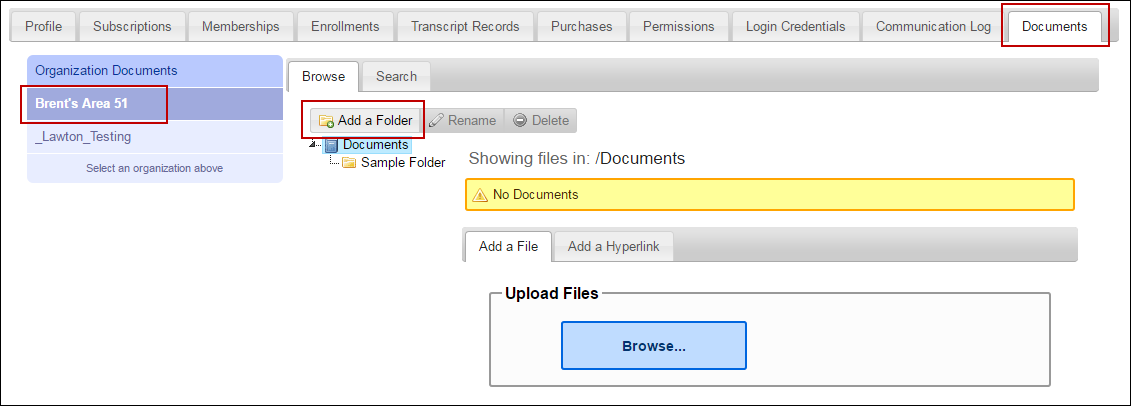 Profile Subscriptions Memberships Enrollments Transcript Records Purchases Permissions Login Credentials Communication Log Documents
Organization Documents
Brent's Area 51
_Lawton_Testing
Select an organization above
Browse Search
Add a Folder Rename Delete
Documents
Sample Folder
Showing files in: /Documents
No Documents
Add a File Add a Hyperlink
Upload Files
Browse...